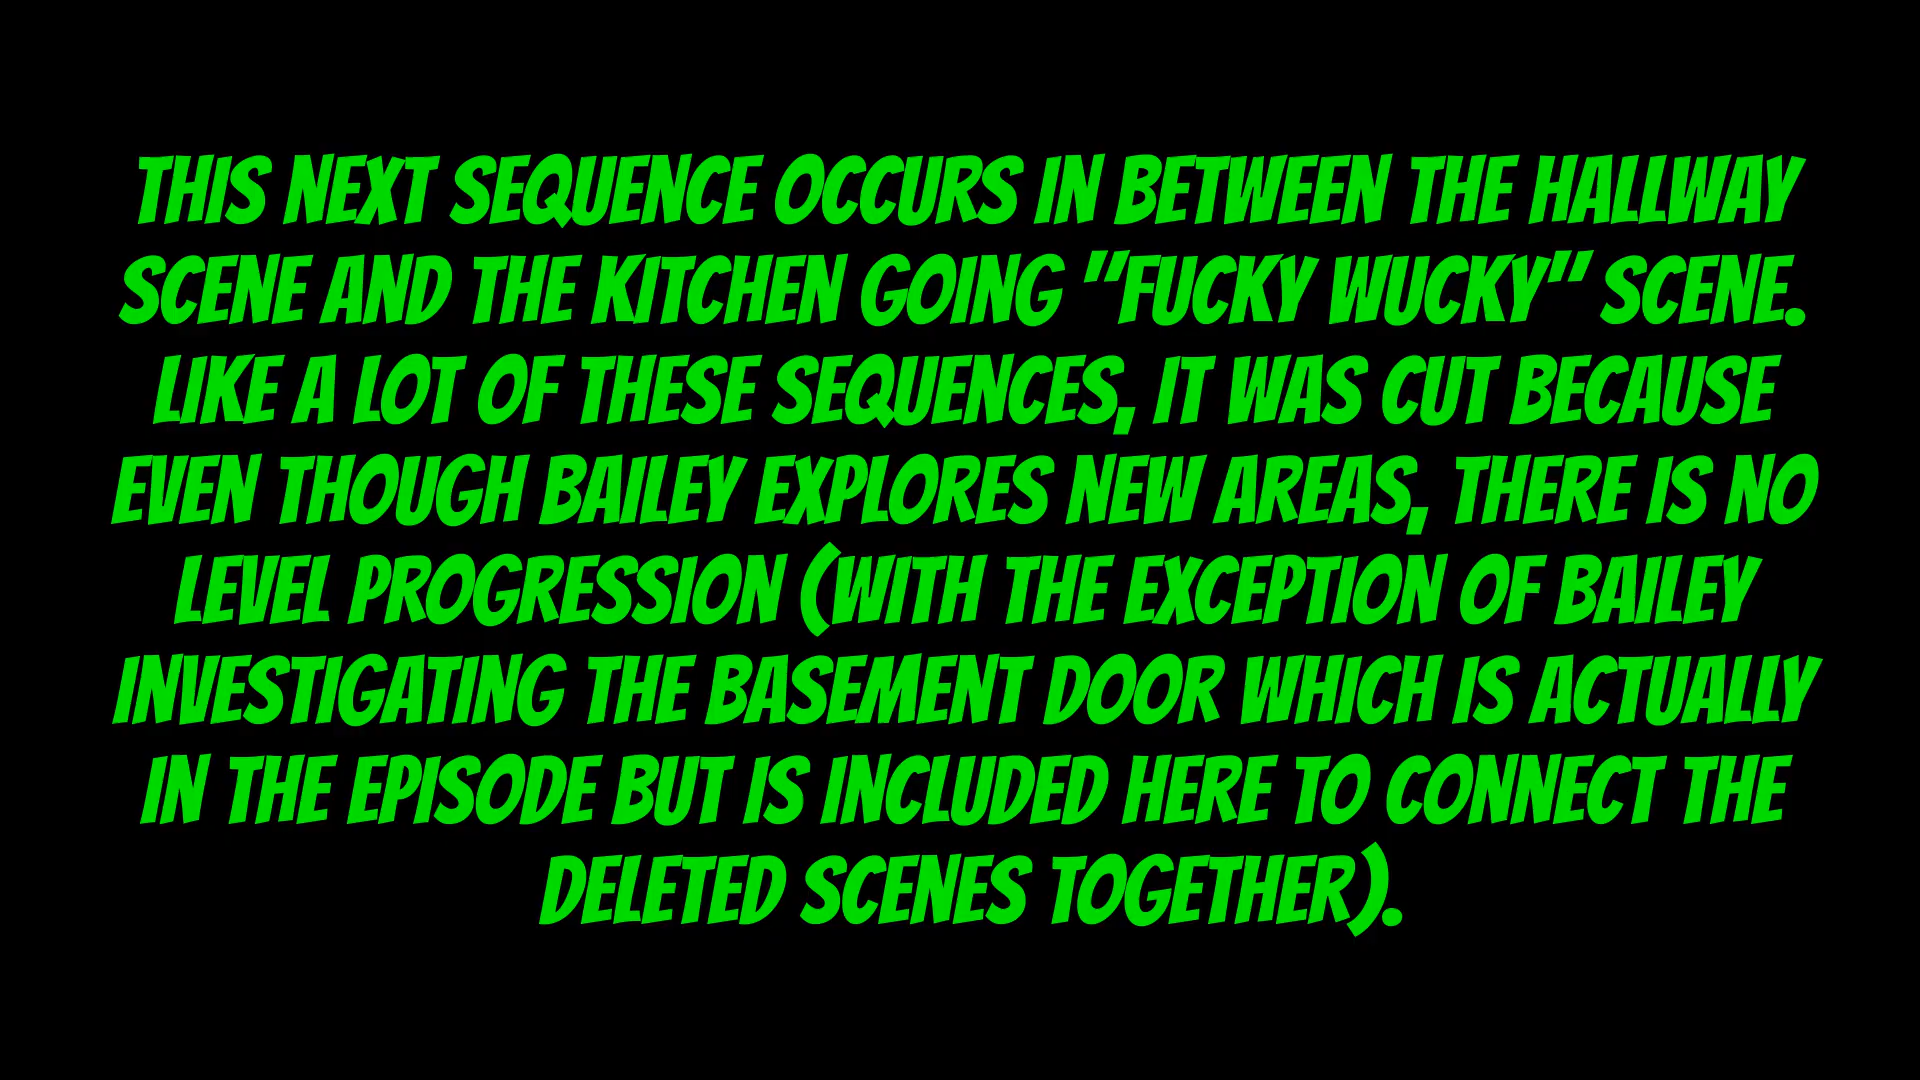 THIS NEXT SEQUENCE OCCURS IN BETWEEN THE HALLWAY
SCENE AND THE KITCHEN GOING "FUCKY WUCKY" SCENE.
LIKE A LOT OF THESE SEQUENCES, IT WAS CUT BECAUSE
EVEN THOUGH BAILEY EXPLORES NEW AREAS, THERE IS NO
LEVEL PROGRESSION (WITH THE EXCEPTION OF BAILEY
INVESTIGATING THE BASEMENT DOOR WHICH IS ACTUALLY
IN THE EPISODE BUT IS INCLUDED HERE TO CONNECT THE
DELETED SCENES TOGETHER).